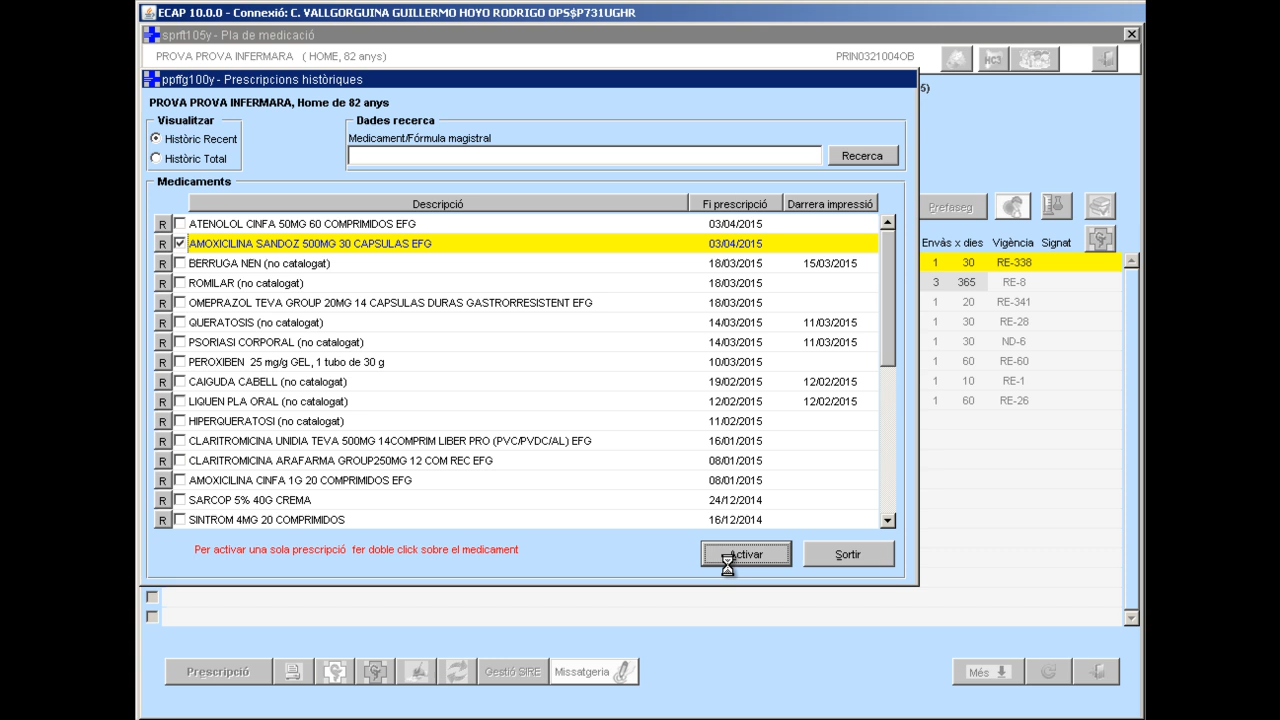 ECAP 10.0.0 - Connexió: C. VALLGORGUINA GUILLERMO HOYO RODRIGO OPS$P731UGHR
sprft105y - Pla de medicació
PROVA PROVA INFERMARA ( HOME, 82 anys) PRIN0321004OB
HC3
ppffg100y - Prescripcions històriques
5)
PROVA PROVA INFERMARA, Home de 82 anys
Visualitzar
Històric Recent
Històric Total
Dades recerca
Medicament/Fórmula magistral
Recerca
Medicaments
Descripció Fi prescripció Darrera impressió
R ATENOLOL CINFA 50MG 60 COMPRIMIDOS EFG 03/04/2015
R AMOXICILINA SANDOZ 500MG 30 CAPSULAS EFG 03/04/2015
R BERRUGA NEN (no catalogat) 18/03/2015 15/03/2015
R ROMILAR (no catalogat) 18/03/2015
R OMEPRAZOL TEVA GROUP 20MG 14 CAPSULAS DURAS GASTRORRESISTENT EFG 18/03/2015
R QUERATOSIS (no catalogat) 14/03/2015 11/03/2015
R PSORIASI CORPORAL (no catalogat) 14/03/2015 11/03/2015
R PEROXIBEN 25 mg/g GEL, 1 tubo de 30 g 10/03/2015
R CAIGUDA CABELL (no catalogat) 19/02/2015 12/02/2015
R LIQUEN PLA ORAL (no catalogat) 12/02/2015 12/02/2015
R HIPERQUERATOSI (no catalogat) 11/02/2015
R CLARITROMICINA UNIDIA TEVA 500MG 14COMPRIM LIBER PRO (PVC/PVDC/AL) EFG 16/01/2015
R CLARITROMICINA ARAFARMA GROUP250MG 12 COM REC EFG 08/01/2015
R AMOXICILINA CINFA 1G 20 COMPRIMIDOS EFG 08/01/2015
R SARCOP 5% 40G CREMA 24/12/2014
R SINTROM 4MG 20 COMPRIMIDOS 16/12/2014
Per activar una sola prescripció fer doble click sobre el medicament
Activar
Sortir
Prefaseg
Envàs x dies Vigència Signat
1 30 RE-338
3 365 RE-8
1 20 RE-341
1 30 RE-28
1 30 ND-6
1 60 RE-60
1 10 RE-1
1 60 RE-26
Prescripció
Gestió SIRE
Missatgeria
Més